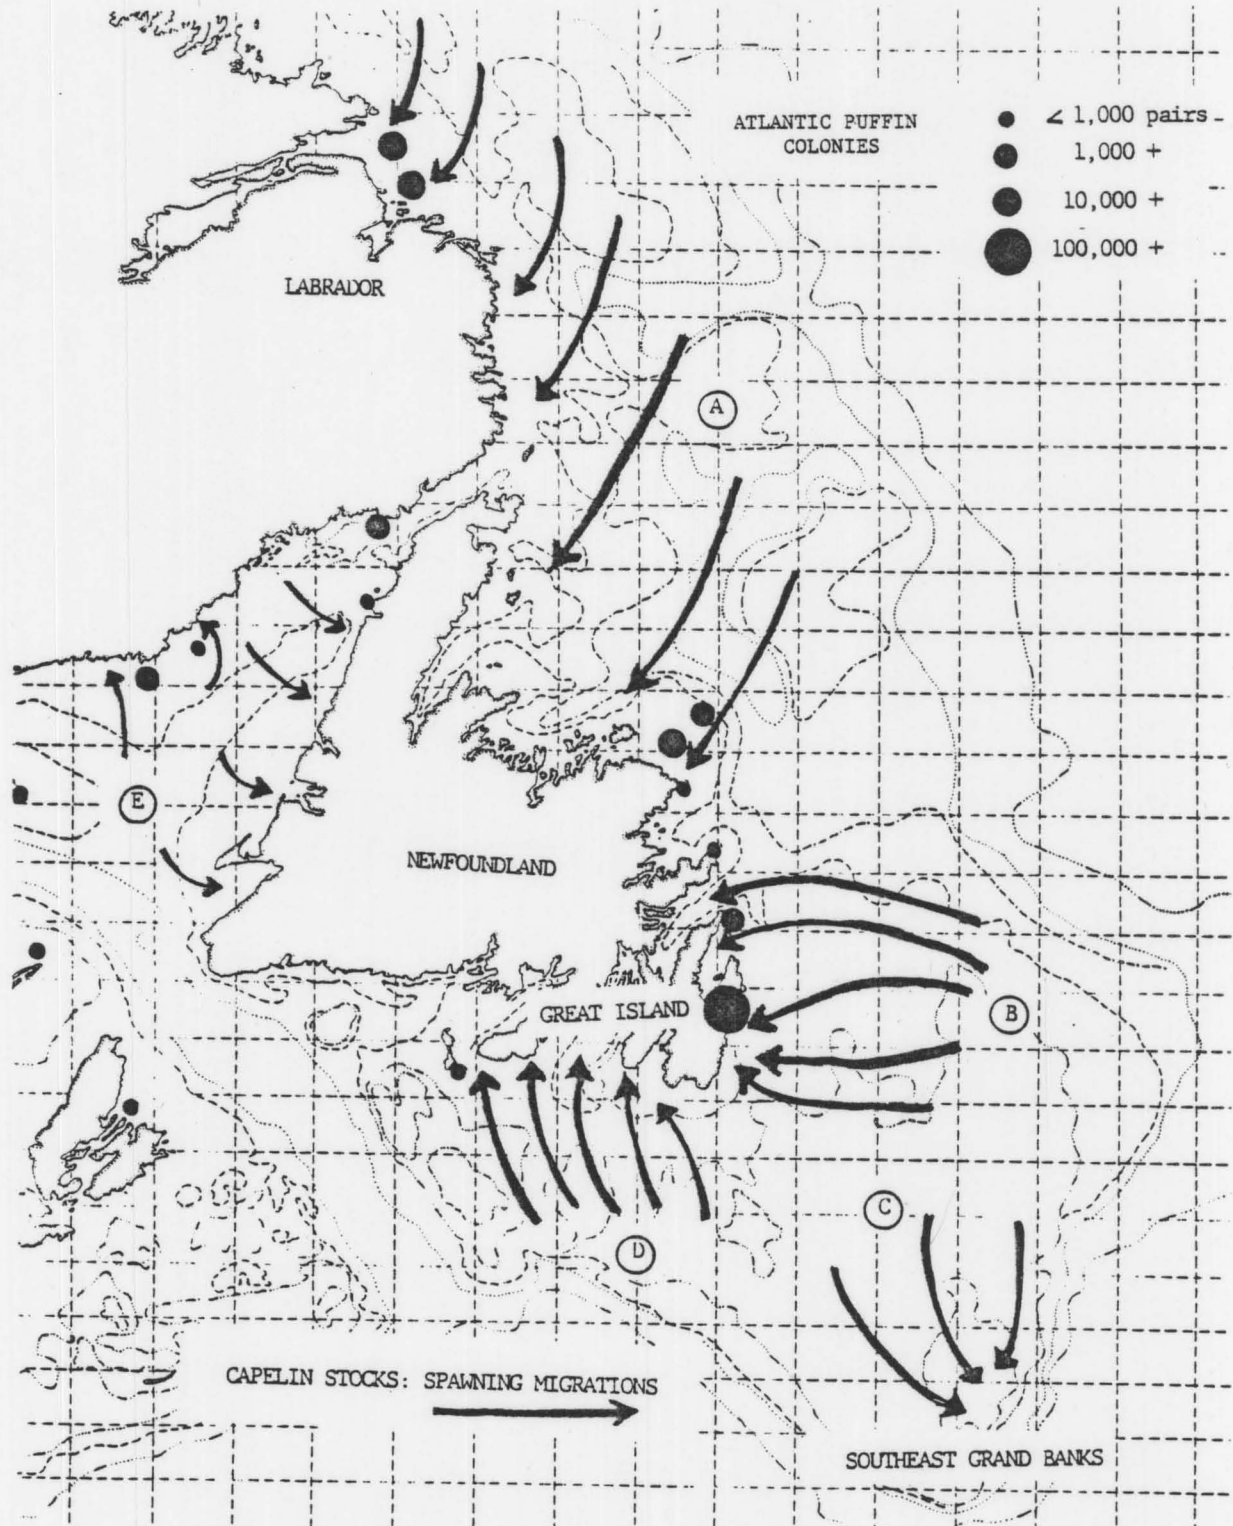 ATLANTIC PUFFIN
COLONIES
< 1,000 pairs
1,000 +
10,000 +
100,000 +
LABRADOR
A
E
NEWFOUNDLAND
GREAT ISLAND
B
C
D
CAPELIN STOCKS: SPAWNING MIGRATIONS
SOUTHEAST GRAND BANKS